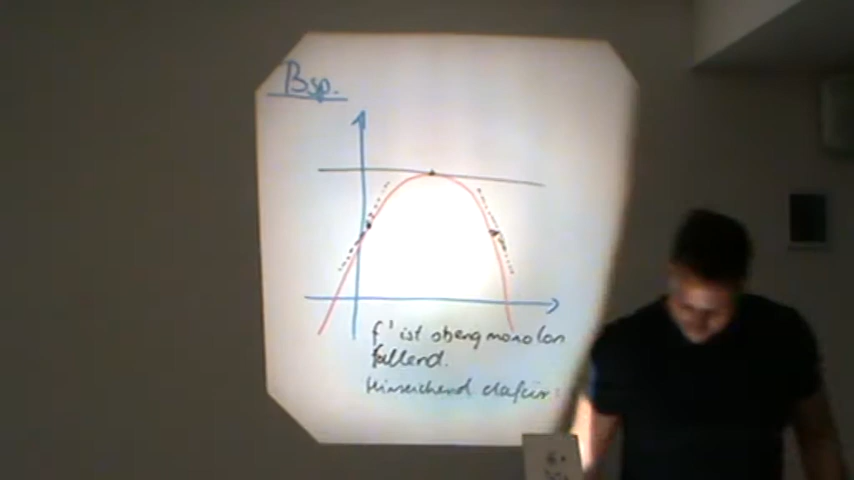 Bsp.
f' ist streng monoton
fallend.
Hinreichend dafür: